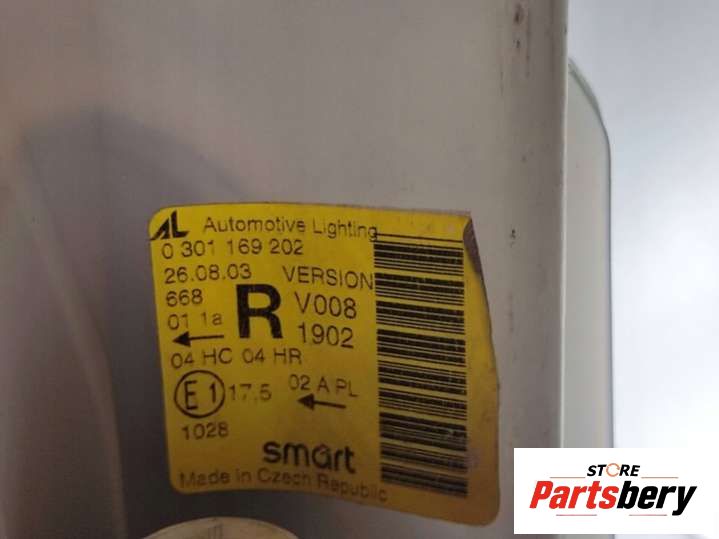 AL Automotive Lighting
0 301 169 202
26.08.03 VERSION
668 R V008
01 1a 1902
04 HC 04 HR
E1 17,5 02 A PL
1028
smart
Made in Czech Republic
STORE
Partsbery